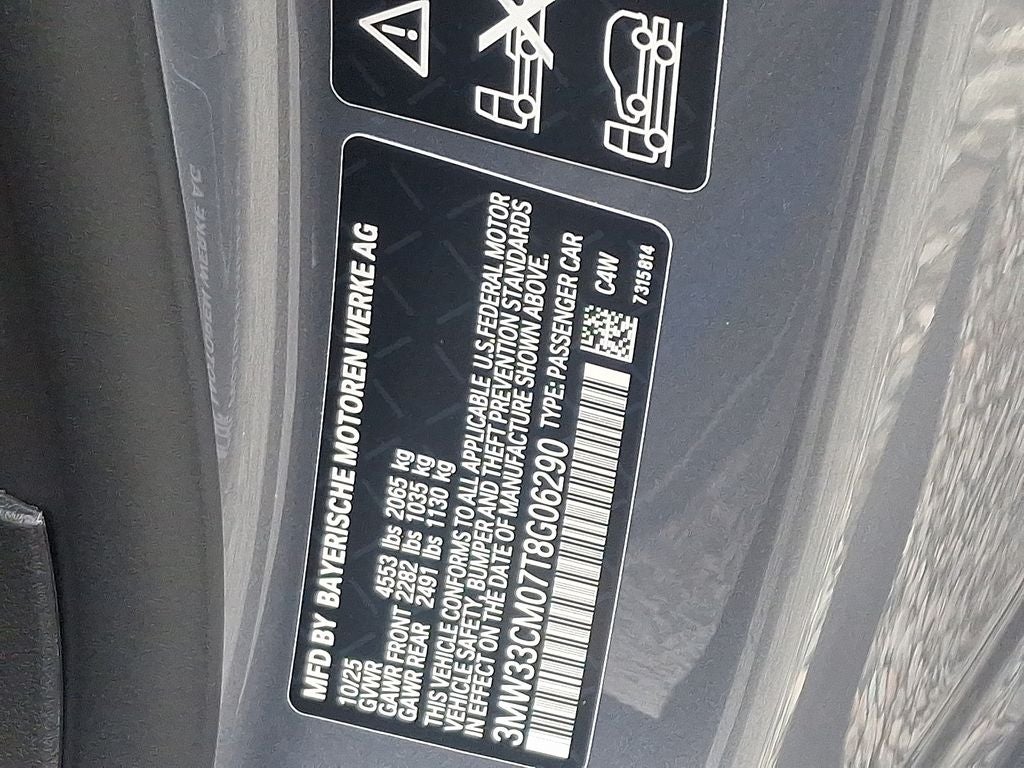 MFD BY BAYERISCHE MOTOREN WERKE AG
10/25
GVWR 4553 lbs 2065 kg
GAWR FRONT 2282 lbs 1035 kg
GAWR REAR 2491 lbs 1130 kg
THIS VEHICLE CONFORMS TO ALL APPLICABLE U.S. FEDERAL MOTOR
VEHICLE SAFETY, BUMPER AND THEFT PREVENTION STANDARDS
IN EFFECT ON THE DATE OF MANUFACTURE SHOWN ABOVE.
3MW33CM07T8G06290 TYPE: PASSENGER CAR
C4W
7315814